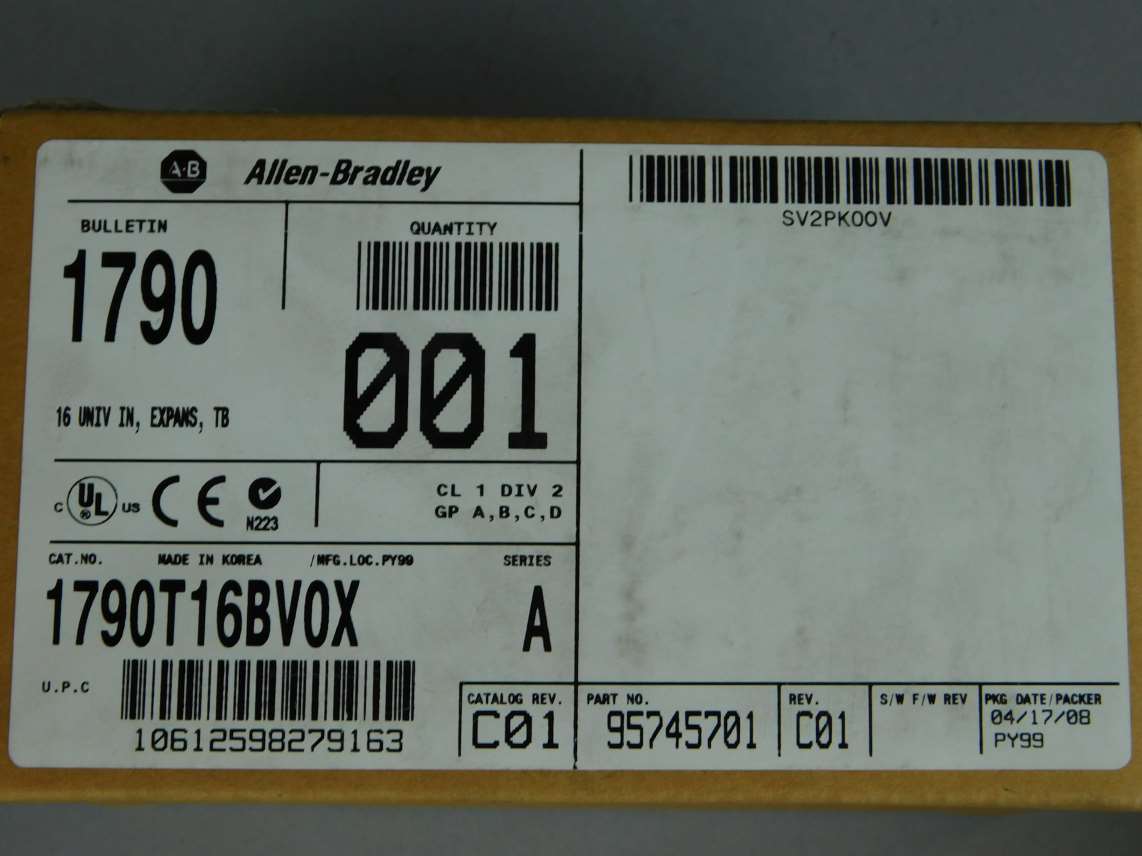 A-B Allen-Bradley
SV2PK00V
BULLETIN
1790
QUANTITY
001
16 UNIV IN, EXPANS, TB
C UL ® US CE N223
CL 1 DIV 2
GP A,B,C,D
CAT.NO. MADE IN KOREA /MFG.LOC.PY99 SERIES
1790T16BV0X A
U.P.C
10612598279163
CATALOG REV.
C01
PART NO.
95745701
REV.
C01
S/W F/W REV
PKG DATE/PACKER
04/17/08
PY99